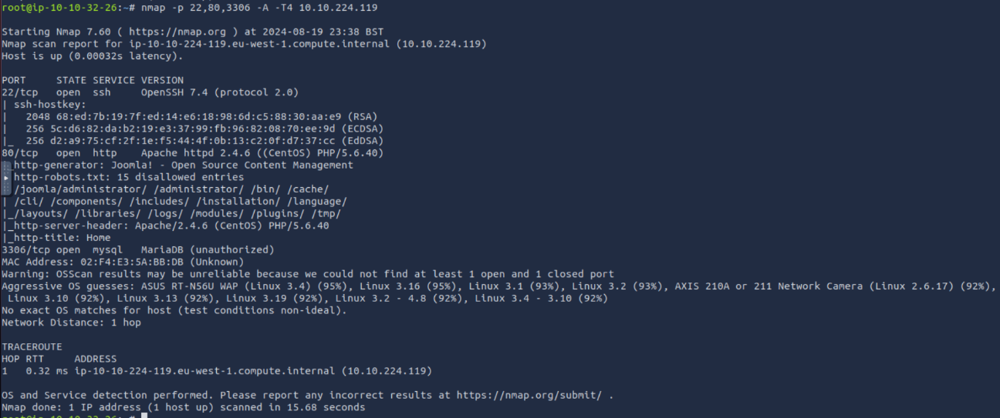 root@ip-10-10-32-26:~# nmap -p 22,80,3306 -A -T4 10.10.224.119
Starting Nmap 7.60 ( https://nmap.org ) at 2024-08-19 23:38 BST
Nmap scan report for ip-10-10-224-119.eu-west-1.compute.internal (10.10.224.119)
Host is up (0.00032s latency).
PORT     STATE SERVICE VERSION
22/tcp   open  ssh     OpenSSH 7.4 (protocol 2.0)
| ssh-hostkey:
|   2048 68:ed:7b:19:7f:ed:14:e6:18:98:6d:c5:88:30:aa:e9 (RSA)
|   256 5c:d6:82:da:b2:19:e3:37:99:fb:96:82:08:70:ee:9d (ECDSA)
|_  256 d2:a9:75:cf:2f:1e:f5:44:4f:0b:13:c2:0f:d7:37:cc (EdDSA)
80/tcp   open  http    Apache httpd 2.4.6 ((CentOS) PHP/5.6.40)
_http-generator: Joomla! - Open Source Content Management
http-robots.txt: 15 disallowed entries
/joomla/administrator/ /administrator/ /bin/ /cache/
| /cli/ /components/ /includes/ /installation/ /language/
|_/layouts/ /libraries/ /logs/ /modules/ /plugins/ /tmp/
|_http-server-header: Apache/2.4.6 (CentOS) PHP/5.6.40
|_http-title: Home
3306/tcp open  mysql   MariaDB (unauthorized)
MAC Address: 02:F4:E3:5A:BB:DB (Unknown)
Warning: OSScan results may be unreliable because we could not find at least 1 open and 1 closed port
Aggressive OS guesses: ASUS RT-N56U WAP (Linux 3.4) (95%), Linux 3.16 (95%), Linux 3.1 (93%), Linux 3.2 (93%), AXIS 210A or 211 Network Camera (Linux 2.6.17) (92%),
Linux 3.10 (92%), Linux 3.13 (92%), Linux 3.19 (92%), Linux 3.2 - 4.8 (92%), Linux 3.4 - 3.10 (92%)
No exact OS matches for host (test conditions non-ideal).
Network Distance: 1 hop
TRACEROUTE
HOP RTT     ADDRESS
1   0.32 ms ip-10-10-224-119.eu-west-1.compute.internal (10.10.224.119)
OS and Service detection performed. Please report any incorrect results at https://nmap.org/submit/ .
Nmap done: 1 IP address (1 host up) scanned in 15.68 seconds
root@ip-10-10-32-26:~#